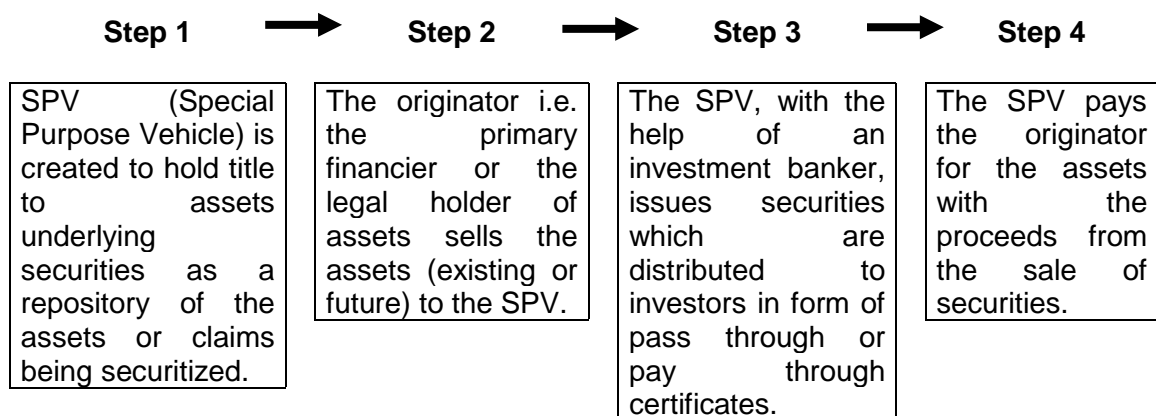 Step 1
Step 2
Step 3
Step 4
SPV (Special
Purpose Vehicle) is
created to hold title
to assets
underlying
securities as a
repository of the
assets or claims
being securitized.
The originator i.e.
the primary
financier or the
legal holder of
assets sells the
assets (existing or
future) to the SPV.
The SPV, with the
help of an
investment banker,
issues securities
which are
distributed to
investors in form of
pass through or
pay through
certificates.
The SPV pays
the originator
for the assets
with the
proceeds from
the sale of
securities.